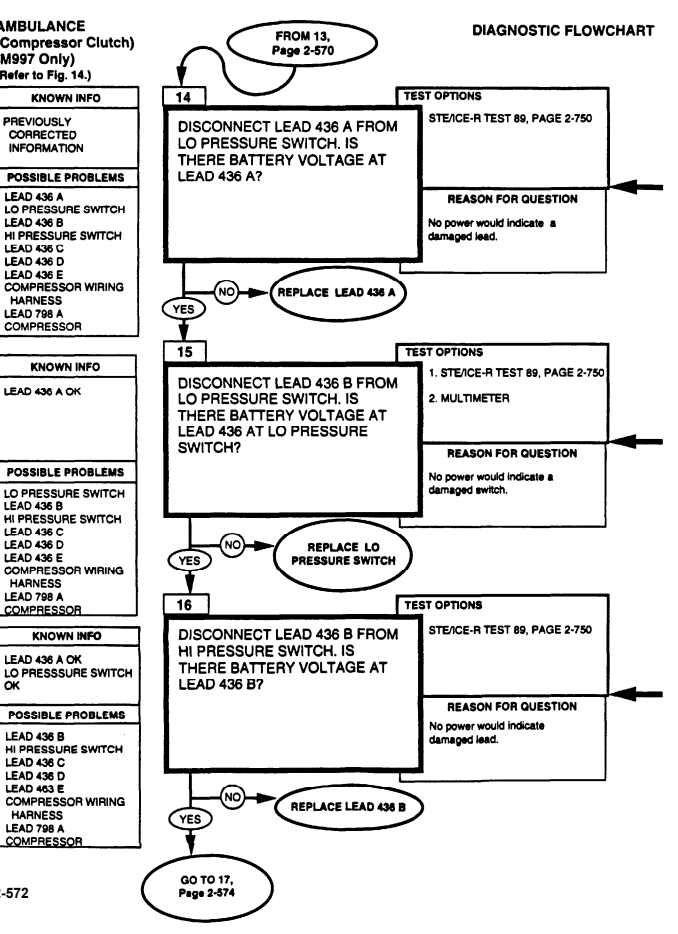 AMBULANCE
Compressor Clutch)
M997 Only)
Refer to Fig. 14.)
DIAGNOSTIC FLOWCHART
FROM 13,
Page 2-570
KNOWN INFO
PREVIOUSLY
CORRECTED
INFORMATION
POSSIBLE PROBLEMS
LEAD 436 A
LO PRESSURE SWITCH
LEAD 436 B
HI PRESSURE SWITCH
LEAD 436 C
LEAD 436 D
LEAD 436 E
COMPRESSOR WIRING
HARNESS
LEAD 798 A
COMPRESSOR
14
DISCONNECT LEAD 436 A FROM
LO PRESSURE SWITCH. IS
THERE BATTERY VOLTAGE AT
LEAD 436 A?
TEST OPTIONS
STE/ICE-R TEST 89, PAGE 2-750
REASON FOR QUESTION
No power would indicate a
damaged lead.
NO
REPLACE LEAD 436 A
YES
KNOWN INFO
LEAD 436 A OK
POSSIBLE PROBLEMS
LO PRESSURE SWITCH
LEAD 436 B
HI PRESSURE SWITCH
LEAD 436 C
LEAD 436 D
LEAD 436 E
COMPRESSOR WIRING
HARNESS
LEAD 798 A
COMPRESSOR
15
DISCONNECT LEAD 436 B FROM
LO PRESSURE SWITCH. IS
THERE BATTERY VOLTAGE AT
LEAD 436 AT LO PRESSURE
SWITCH?
TEST OPTIONS
1. STE/ICE-R TEST 89, PAGE 2-750
2. MULTIMETER
REASON FOR QUESTION
No power would indicate a
damaged switch.
NO
REPLACE LO
PRESSURE SWITCH
YES
KNOWN INFO
LEAD 436 A OK
LO PRESSSURE SWITCH
OK
POSSIBLE PROBLEMS
LEAD 436 B
HI PRESSURE SWITCH
LEAD 436 C
LEAD 436 D
LEAD 463 E
COMPRESSOR WIRING
HARNESS
LEAD 798 A
COMPRESSOR
16
DISCONNECT LEAD 436 B FROM
HI PRESSURE SWITCH. IS
THERE BATTERY VOLTAGE AT
LEAD 436 B?
TEST OPTIONS
STE/ICE-R TEST 89, PAGE 2-750
REASON FOR QUESTION
No power would indicate
damaged lead.
NO
REPLACE LEAD 436 B
YES
GO TO 17,
Page 2-574
-572